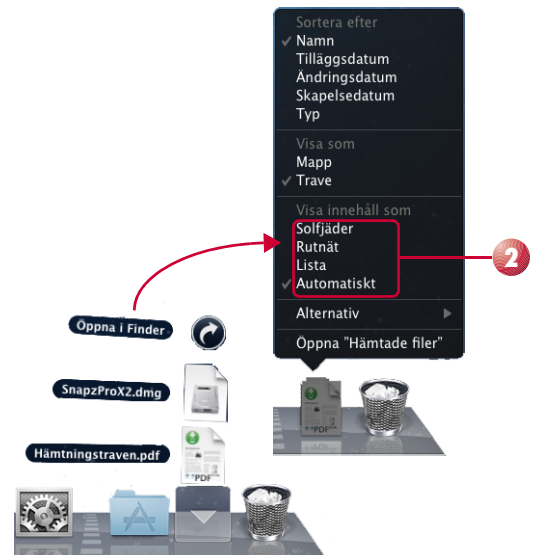 Sortera efter
Namn
Tilläggsdatum
Ändringsdatum
Skapelsedatum
Typ
Visa som
Mapp
Trave
Visa innehåll som
Solfjäder
Rutnät
Lista
Automatiskt
2
Alternativ
Öppna "Hämtade filer"
Öppna i Finder
SnapzProX2.dmg
Hämtningstraven.pdf
PDF
PDF